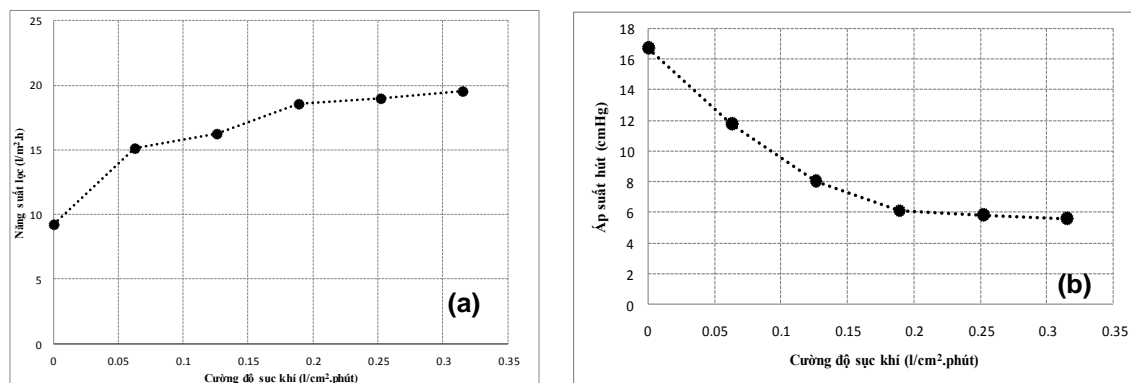 25
20
15
10
5
0
0 0.05 0.1 0.15 0.2 0.25 0.3 0.35
Năng suất lọc (l/m².h)
Cường độ sục khí (l/cm².phút)
(a)
18
16
14
12
10
8
6
4
2
0
0 0.05 0.1 0.15 0.2 0.25 0.3 0.35
Áp suất hút (cmHg)
Cường độ sục khí (l/cm².phút)
(b)